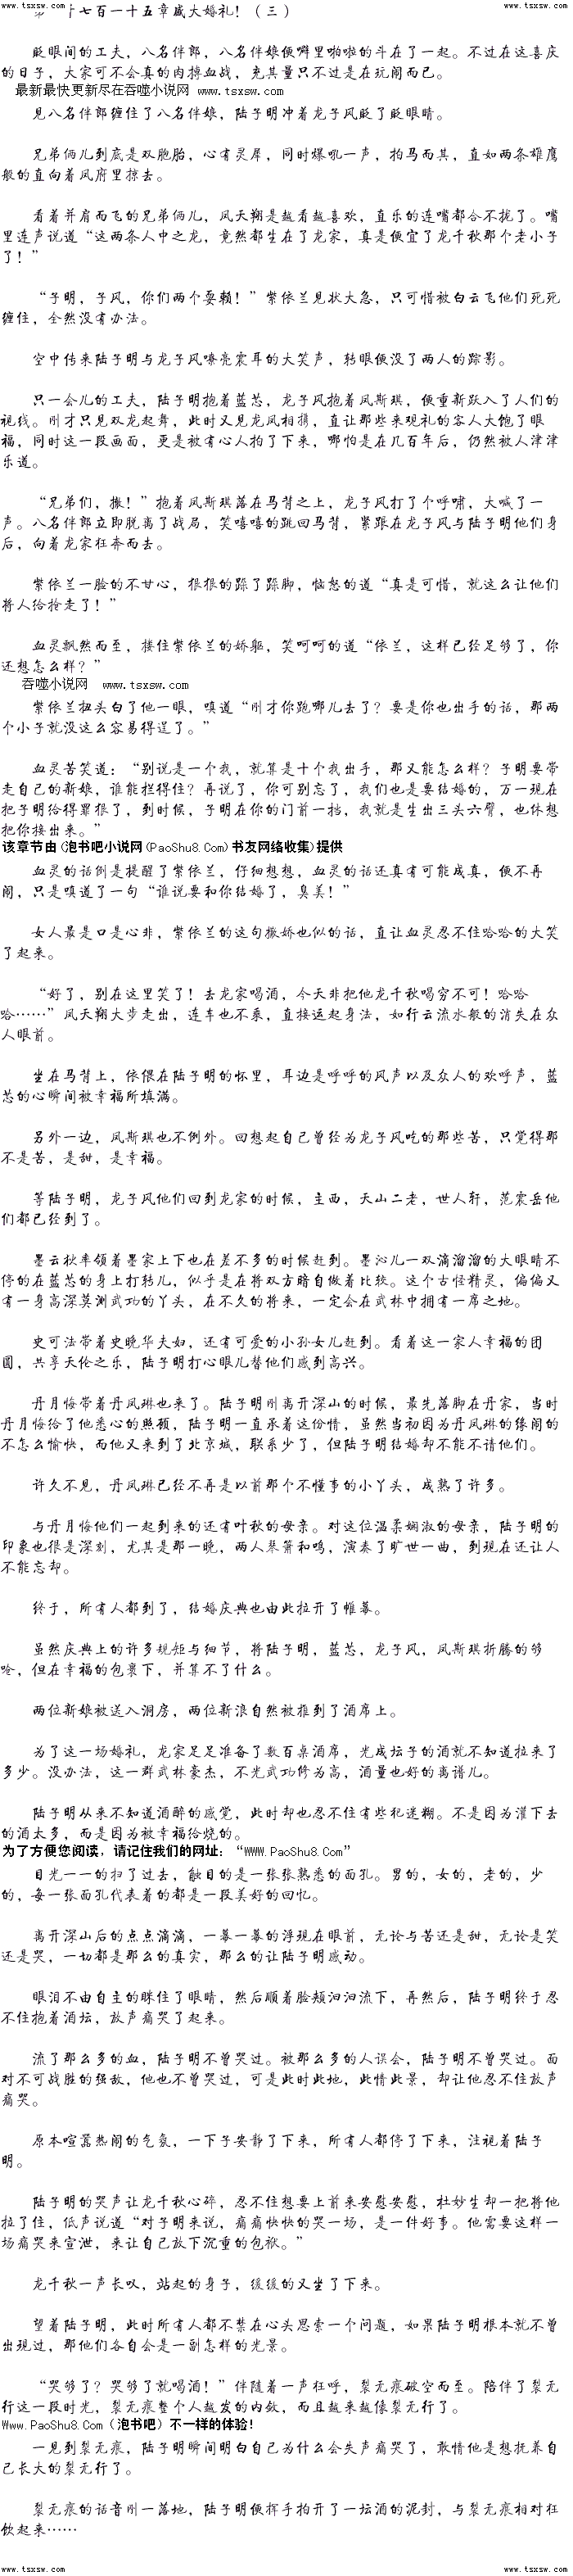 www.tsxsw.com www.tsxsw.com
七百一十五章盛大婚礼！（三）
眨眼间的工夫，八名伴郎，八名伴娘便噼里啪啦的斗在了一起。不过在这喜庆
的日子，大家可不会真的肉搏血战，充其量只不过是在玩闹而已。
最新最快更新尽在吞噬小说网 www.tsxsw.com
见八名伴郎缠住了八名伴娘，陆子明冲着龙子风眨了眨眼睛。
兄弟俩儿到底是双胞胎，心有灵犀，同时爆吼一声，拍马而其，直如两条雄鹰
般的直向着凤府里掠去。
看着并肩而飞的兄弟俩儿，凤天翔是越看越喜欢，直乐的连嘴都合不拢了。嘴
里连声说道“这两条人中之龙，竟然都生在了龙家，真是便宜了龙千秋那个老小子
了！”
“子明，子风，你们两个耍赖！”紫依兰见状大急，只可惜被白云飞他们死死
缠住，全然没有办法。
空中传来陆子明与龙子风嘹亮震耳的大笑声，转眼便没了两人的踪影。
只一会儿的工夫，陆子明抱着蓝芯，龙子风抱着凤斯琪，便重新跃入了人们的
视线。刚才只见双龙起舞，此时又见龙凤相携，直让那些来观礼的客人大饱了眼
福，同时这一段画面，更是被有心人拍了下来，哪怕是在几百年后，仍然被人津津
乐道。
“兄弟们，撤！”抱着凤斯琪落在马背之上，龙子风打了个呼啸，大喊了一
声。八名伴郎立即脱离了战局，笑嘻嘻的跳回马背，紧跟在龙子风与陆子明他们身
后，向着龙家狂奔而去。
紫依兰一脸的不甘心，狠狠的跺了跺脚，恼怒的道“真是可惜，就这么让他们
将人给抢走了！”
血灵飘然而至，搂住紫依兰的娇躯，笑呵呵的道“依兰，这样已经足够了，你
还想怎么样？”
吞噬小说网 www.tsxsw.com
紫依兰扭头白了他一眼，嗔道“刚才你跑哪儿去了？要是你也出手的话，那两
个小子就没这么容易得逞了。”
血灵苦笑道：“别说是一个我，就算是十个我出手，那又能怎么样？子明要带
走自己的新娘，谁能拦得住？再说了，你可别忘了，我们也是要结婚的，万一现在
把子明给得罪狠了，到时候，子明在你的门前一挡，我就是生出三头六臂，也休想
把你接出来。”
该章节由(泡书吧小说网(PaoShu8.Com)书友网络收集)提供
血灵的话倒是提醒了紫依兰，仔细想想，血灵的话还真有可能成真，便不再
闹，只是嗔道了一句“谁说要和你结婚了，臭美！”
女人最是口是心非，紫依兰的这句撒娇也似的话，直让血灵忍不住哈哈的大笑
了起来。
“好了，别在这里笑了！去龙家喝酒，今天非把他龙千秋喝穷不可！哈哈
哈……”凤天翔大步走出，连车也不乘，直接运起身法，如行云流水般的消失在众
人眼前。
坐在马背上，依偎在陆子明的怀里，耳边是呼呼的风声以及众人的欢呼声，蓝
芯的心瞬间被幸福所填满。
另外一边，凤斯琪也不例外。回想起自己曾经为龙子风吃的那些苦，只觉得那
不是苦，是甜，是幸福。
等陆子明，龙子风他们回到龙家的时候，主西，天山二老，世人轩，范震岳他
们都已经到了。
墨云秋率领着墨家上下也在差不多的时候赶到。墨沁儿一双滴溜溜的大眼睛不
停的在蓝芯的身上打转儿，似乎是在将双方暗自做着比较。这个古怪精灵，偏偏又
有一身高深莫测武功的丫头，在不久的将来，一定会在武林中拥有一席之地。
史可法带着史晚华夫妇，还有可爱的小孙女儿赶到。看着这一家人幸福的团
圆，共享天伦之乐，陆子明打心眼儿替他们感到高兴。
丹月悔带着丹凤琳也来了。陆子明刚离开深山的时候，最先落脚在丹家，当时
丹月悔给了他悉心的照顾，陆子明一直承着这份情，虽然当初因为丹凤琳的缘闹的
不怎么愉快，而他又来到了北京城，联系少了，但陆子明结婚却不能不请他们。
许久不见，丹凤琳已经不再是以前那个不懂事的小丫头，成熟了许多。
与丹月悔他们一起到来的还有叶秋的母亲。对这位温柔娴淑的母亲，陆子明的
印象也很是深刻，尤其是那一晚，两人琴箫和鸣，演奏了旷世一曲，到现在还让人
不能忘却。
终于，所有人都到了，结婚庆典也由此拉开了帷幕。
虽然庆典上的许多规矩与细节，将陆子明，蓝芯，龙子风，凤斯琪折腾的够
呛，但在幸福的包裹下，并算不了什么。
两位新娘被送入洞房，两位新浪自然被推到了酒席上。
为了这一场婚礼，龙家足足准备了数百桌酒席，光成坛子的酒就不知道拉来了
多少。没办法，这一群武林豪杰，不光武功修为高，酒量也好的离谱儿。
陆子明从来不知道酒醉的感觉，此时却也忍不住有些犯迷糊。不是因为灌下去
的酒太多，而是因为被幸福给烧的。
为了方便您阅读，请记住我们的网址：“WWW.PaoShu8.Com”
目光一一的扫了过去，触目的是一张张熟悉的面孔。男的，女的，老的，少
的，每一张面孔代表着的都是一段美好的回忆。
离开深山后的点点滴滴，一幕一幕的浮现在眼前，无论与苦还是甜，无论是笑
还是哭，一切都是那么的真实，那么的让陆子明感动。
眼泪不由自主的眯住了眼睛，然后顺着脸颊汩汩流下，再然后，陆子明终于忍
不住抱着酒坛，放声痛哭了起来。
流了那么多的血，陆子明不曾哭过。被那么多的人误会，陆子明不曾哭过。面
对不可战胜的强敌，他也不曾哭过，可是此时此地，此情此景，却让他忍不住放声
痛哭。
原本喧嚣热闹的气氛，一下子安静了下来，所有人都停了下来，注视着陆子
明。
陆子明的哭声让龙千秋心碎，忍不住想要上前来安慰安慰，杜妙生却一把将他
拉了住，低声说道“对子明来说，痛痛快快的哭一场，是一件好事。他需要这样一
场痛哭来宣泄，来让自己放下沉重的包袱。”
龙千秋一声长叹，站起的身子，缓缓的又坐了下来。
望着陆子明，此时所有人都不禁在心头思索一个问题，如果陆子明根本就不曾
出现过，那他们各自会是一副怎样的光景。
“哭够了？哭够了就喝酒！”伴随着一声狂呼，裂无痕破空而至。陪伴了裂无
行这一段时光，裂无痕整个人越发的内敛，而且越来越像裂无行了。
Www.PaoShu8.Com（泡书吧）不一样的体验！
一见到裂无痕，陆子明瞬间明白自己为什么会失声痛哭了，敢情他是想抚养自
己长大的裂无行了。
裂无痕的话音刚一落地，陆子明便挥手拍开了一坛酒的泥封，与裂无痕相对狂
饮起来……
www.tsxsw.com www.tsxsw.com